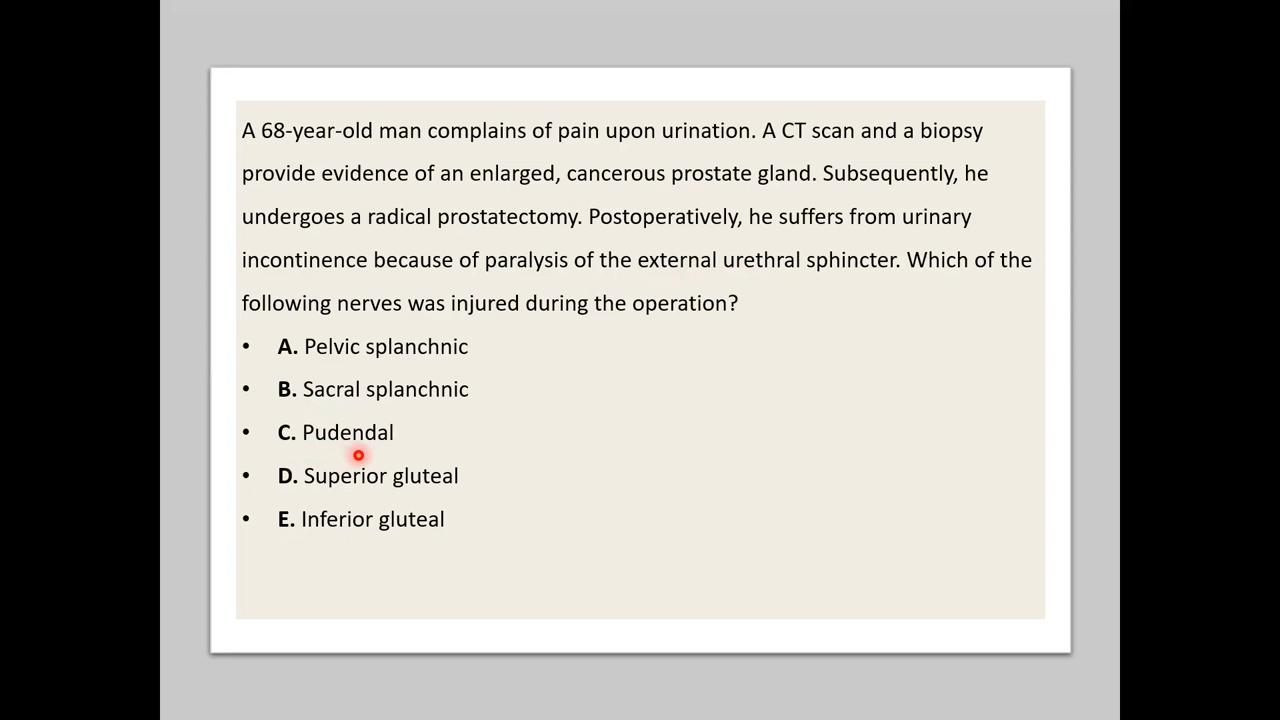 A 68-year-old man complains of pain upon urination. A CT scan and a biopsy
provide evidence of an enlarged, cancerous prostate gland. Subsequently, he
undergoes a radical prostatectomy. Postoperatively, he suffers from urinary
incontinence because of paralysis of the external urethral sphincter. Which of the
following nerves was injured during the operation?
• A. Pelvic splanchnic
• B. Sacral splanchnic
• C. Pudendal
• D. Superior gluteal
• E. Inferior gluteal